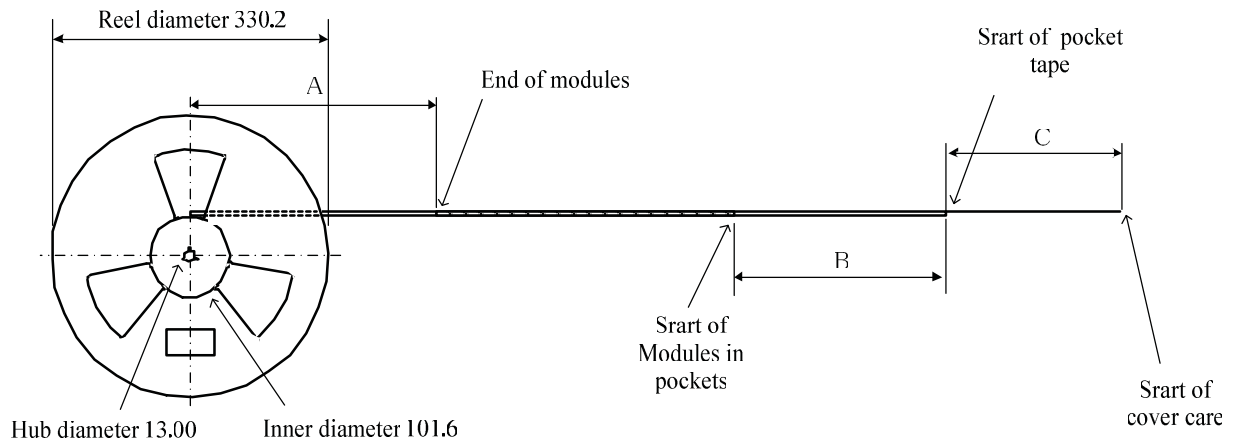 Reel diameter 330.2
A
End of modules
Srart of pocket
tape
C
B
Srart of
Modules in
pockets
Srart of
cover care
Hub diameter 13.00
Inner diameter 101.6